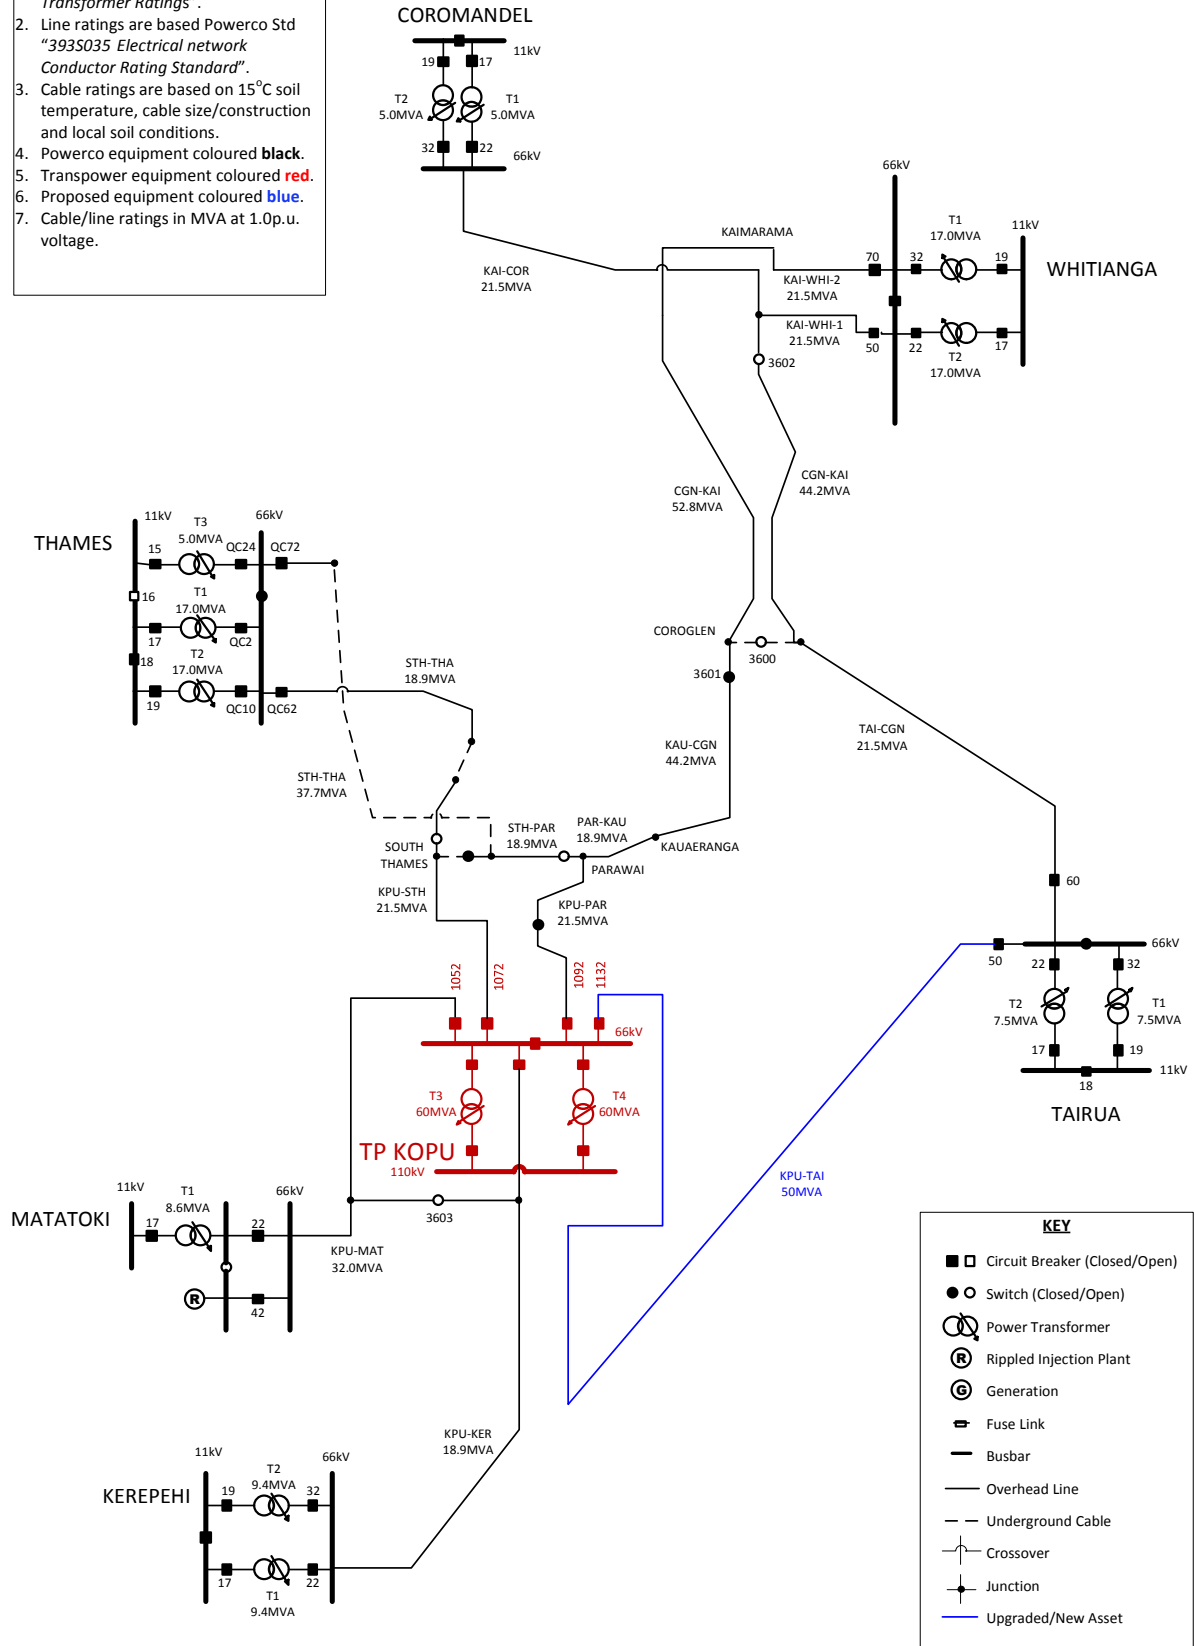 Transformer Ratings".
2. Line ratings are based Powerco Std
"393S035 Electrical network
Conductor Rating Standard".
3. Cable ratings are based on 15°C soil
temperature, cable size/construction
and local soil conditions.
4. Powerco equipment coloured black.
5. Transpower equipment coloured red.
6. Proposed equipment coloured blue.
7. Cable/line ratings in MVA at 1.0p.u.
voltage.
COROMANDEL
11kV
19
17
T2
5.0MVA
T1
5.0MVA
32
22
66kV
KAI-COR
21.5MVA
KAIMARAMA
66kV
70
32
T1
17.0MVA
19
11kV
WHITIANGA
KAI-WHI-2
21.5MVA
KAI-WHI-1
21.5MVA
50
22
T2
17.0MVA
17
3602
CGN-KAI
52.8MVA
CGN-KAI
44.2MVA
THAMES
11kV
66kV
15
T3
5.0MVA
QC24
QC72
16
T1
17.0MVA
17
QC2
18
T2
17.0MVA
19
QC10
QC62
STH-THA
18.9MVA
STH-THA
37.7MVA
COROGLEN
3600
3601
KAU-CGN
44.2MVA
TAI-CGN
21.5MVA
STH-PAR
18.9MVA
PAR-KAU
18.9MVA
KAUAERANGA
SOUTH
THAMES
PARAWAI
KPU-STH
21.5MVA
KPU-PAR
21.5MVA
60
50
66kV
22
32
T2
7.5MVA
T1
7.5MVA
17
19
11kV
18
TAIRUA
1052
1072
1092
1132
66kV
T3
60MVA
T4
60MVA
TP KOPU
110kV
KPU-TAI
50MVA
3603
MATATOKI
11kV
17
T1
8.6MVA
22
66kV
42
R
KPU-MAT
32.0MVA
KPU-KER
18.9MVA
KEREPEHI
11kV
66kV
19
T2
9.4MVA
32
17
T1
9.4MVA
22
KEY
Circuit Breaker (Closed/Open)
Switch (Closed/Open)
Power Transformer
R Rippled Injection Plant
G Generation
Fuse Link
Busbar
Overhead Line
Underground Cable
Crossover
Junction
Upgraded/New Asset